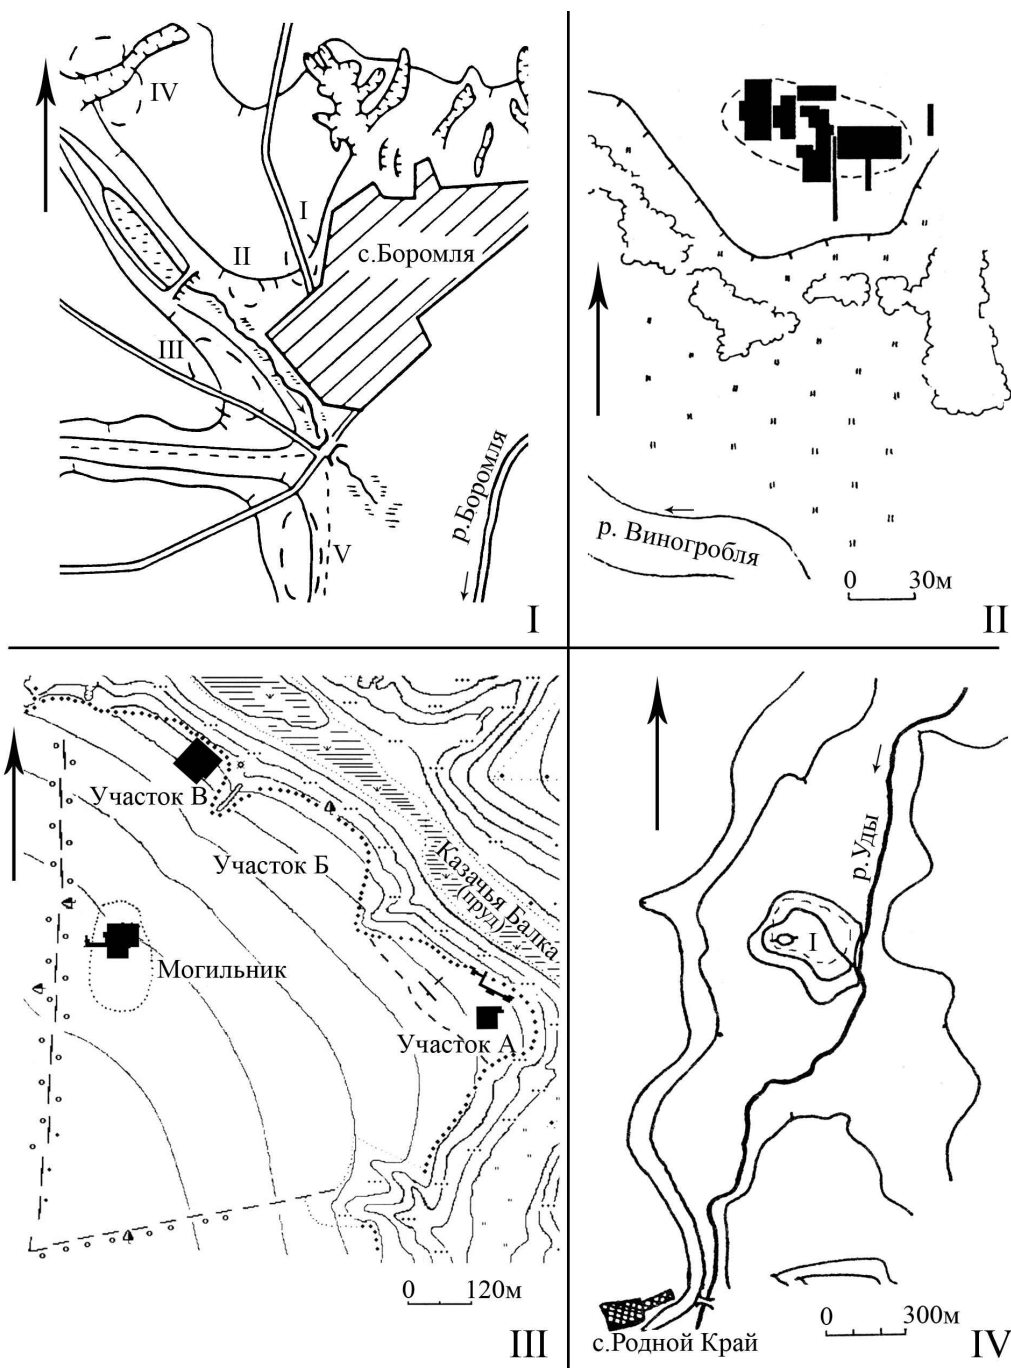 IV
I
II
с.Боромля
III
р.Боромля
V
I
р. Виногробля
0 30м
II
Участок В
Участок Б
Казачья Балка
(пруд)
Могильник
Участок А
0 120м
III
р.Уды
I
0 300м
с.Родной Край
IV